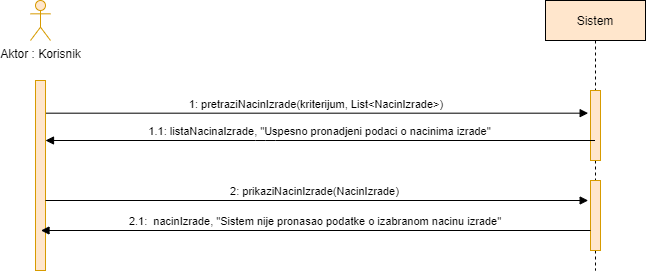 Sistem
Aktor : Korisnik
1: pretraziNacinIzrade(kriterijum, List<NacinIzrade>)
1.1: listaNacinaIzrade, "Uspesno pronadjeni podaci o nacinima izrade"
2: prikaziNacinIzrade(NacinIzrade)
2.1: nacinIzrade, "Sistem nije pronasao podatke o izabranom nacinu izrade"